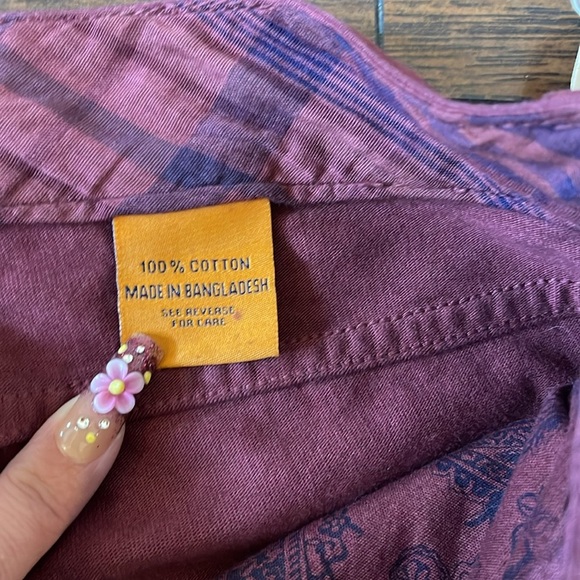 100% COTTON
MADE IN BANGLADESH
SEE REVERSE
FOR CARE